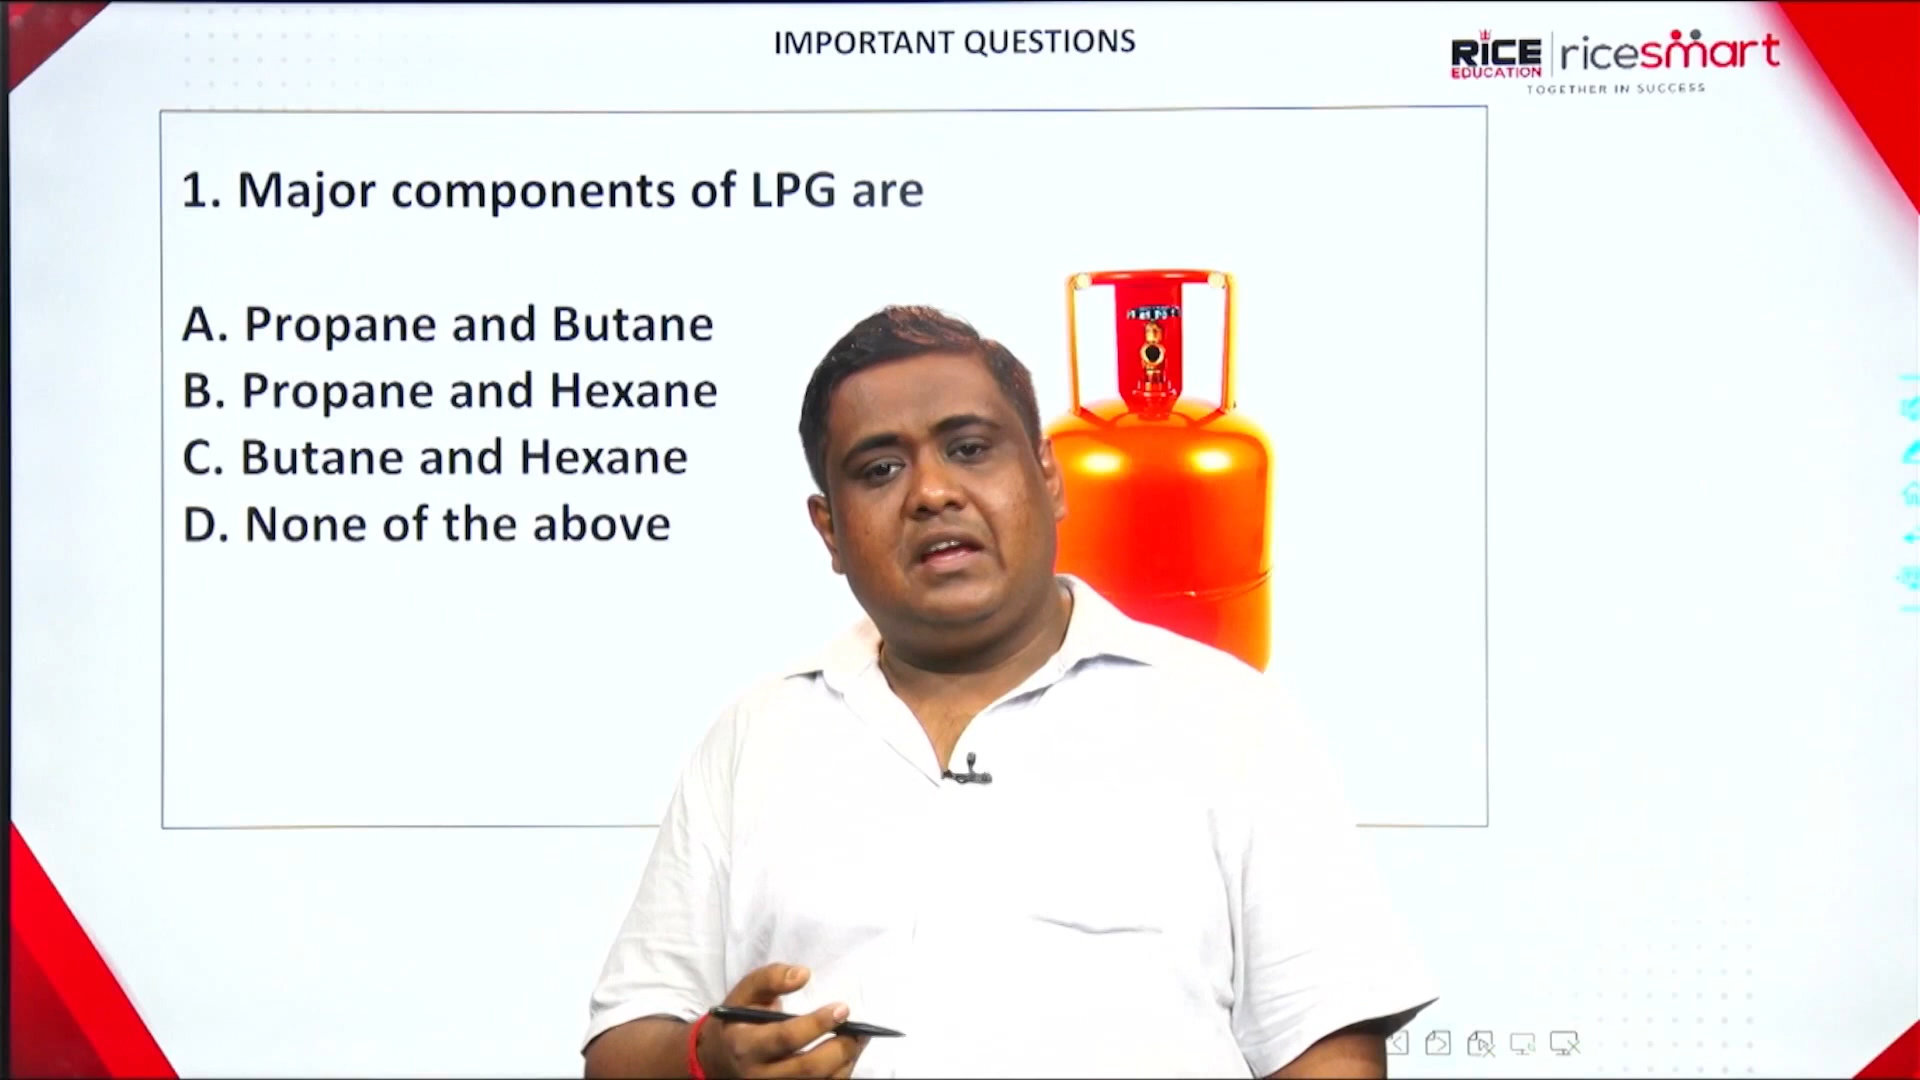 IMPORTANT QUESTIONS
RICE
EDUCATION
ricesmart
TOGETHER IN SUCCESS
1. Major components of LPG are
A. Propane and Butane
B. Propane and Hexane
C. Butane and Hexane
D. None of the above